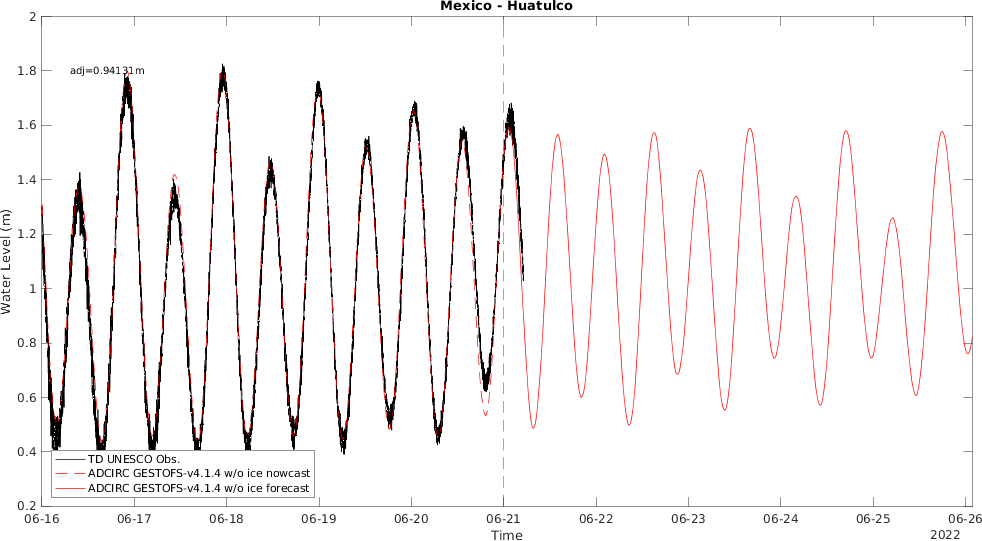 Mexico - Huatulco
2
1.8
1.6
1.4
1.2
1
0.8
0.6
0.4
0.2
Water Level (m)
adj=0.94131m
TD UNESCO Obs.
ADCIRC GESTOFS-v4.1.4 w/o ice nowcast
ADCIRC GESTOFS-v4.1.4 w/o ice forecast
06-16 06-17 06-18 06-19 06-20 06-21 06-22 06-23 06-24 06-25 06-26
Time
2022